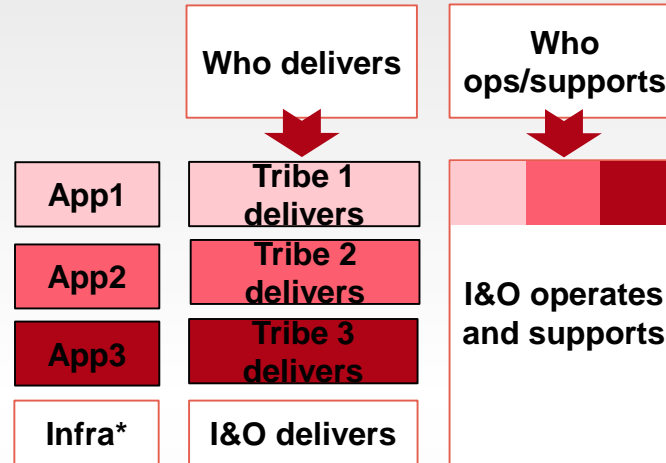 Who delivers
Who
ops/supports
App1
Tribe 1
delivers
App2
Tribe 2
delivers
I&O operates
and supports
App3
Tribe 3
delivers
Infra*
I&O delivers